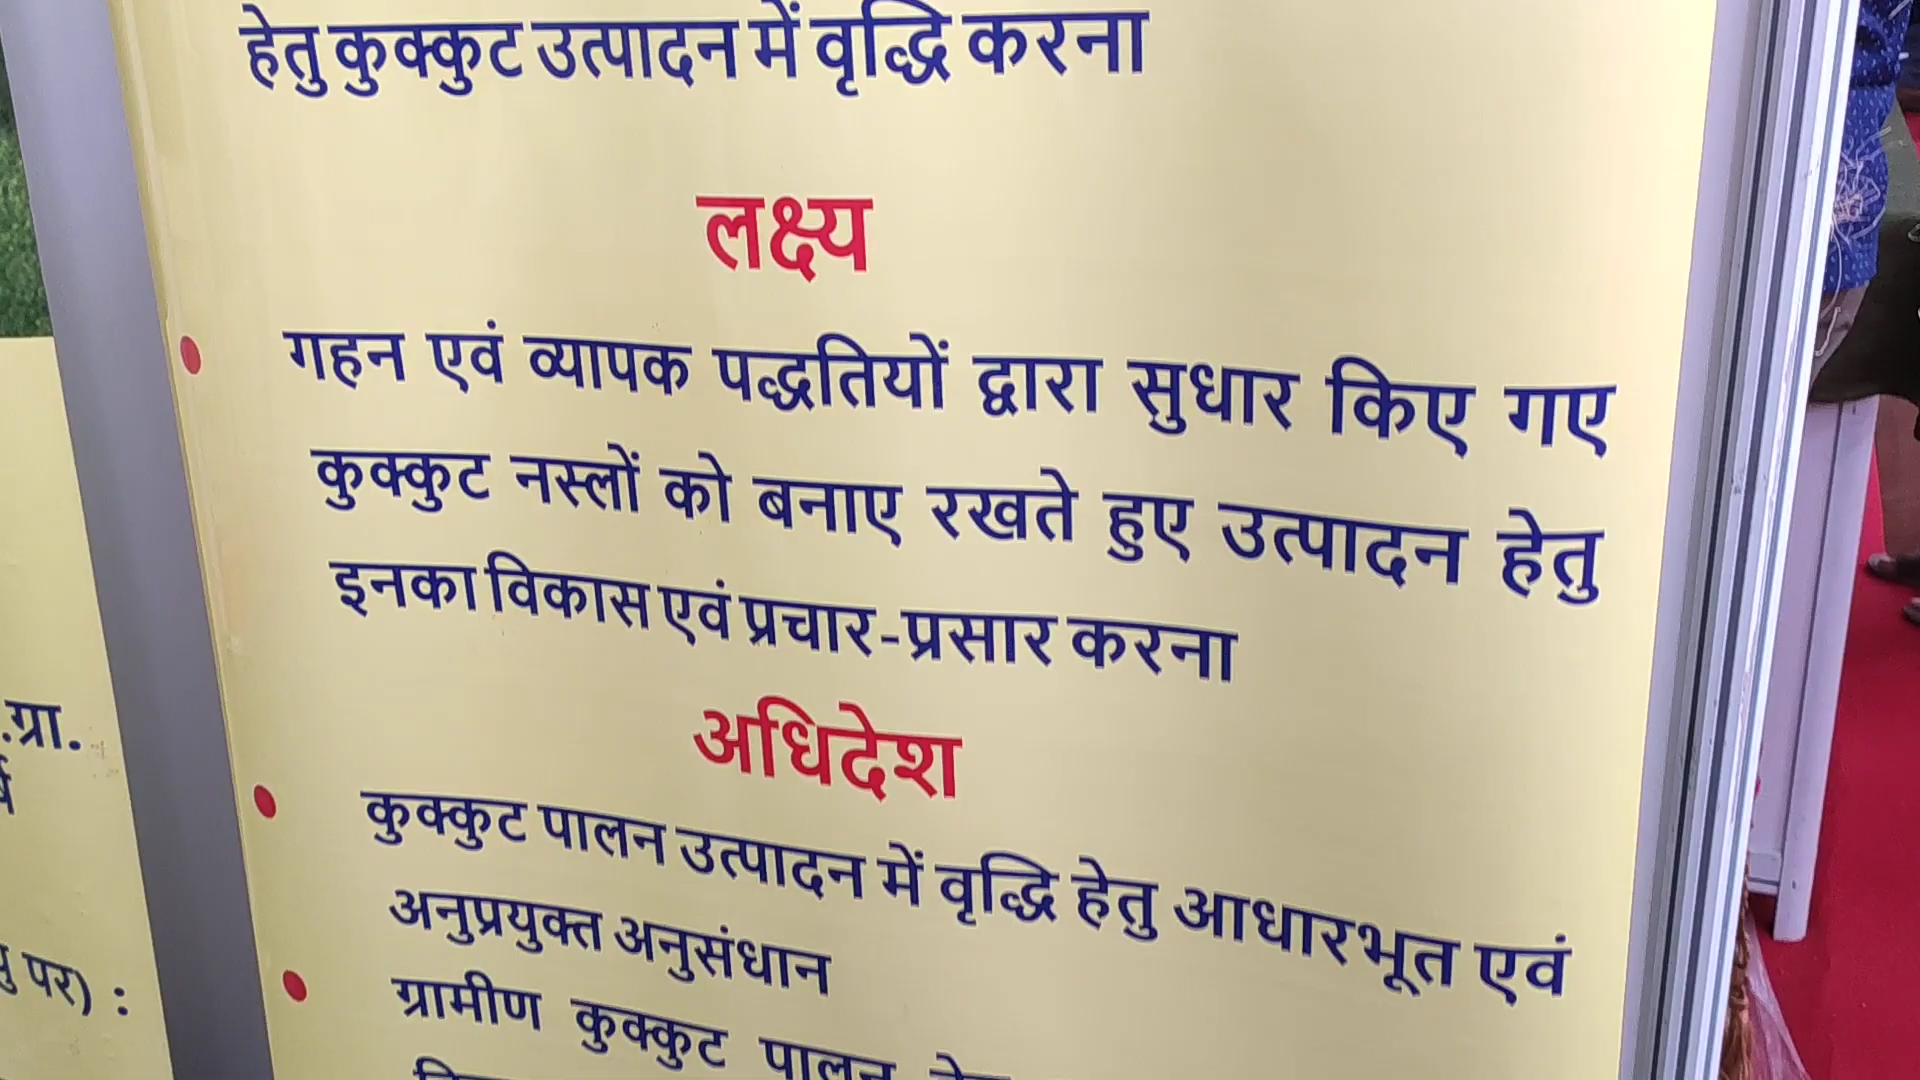 हेतु कुक्कुट उत्पादन में वृद्धि करना
लक्ष्य
गहन एवं व्यापक पद्धतियों द्वारा सुधार किए गए
कुक्कुट नस्लों को बनाए रखते हुए उत्पादन हेतु
इनका विकास एवं प्रचार-प्रसार करना
अधिदेश
कुक्कुट पालन उत्पादन में वृद्धि हेतु आधारभूत एवं
अनुप्रयुक्त अनुसंधान
ग्रामीण कुक्कुट पालन
.ग्रा.
पर) :